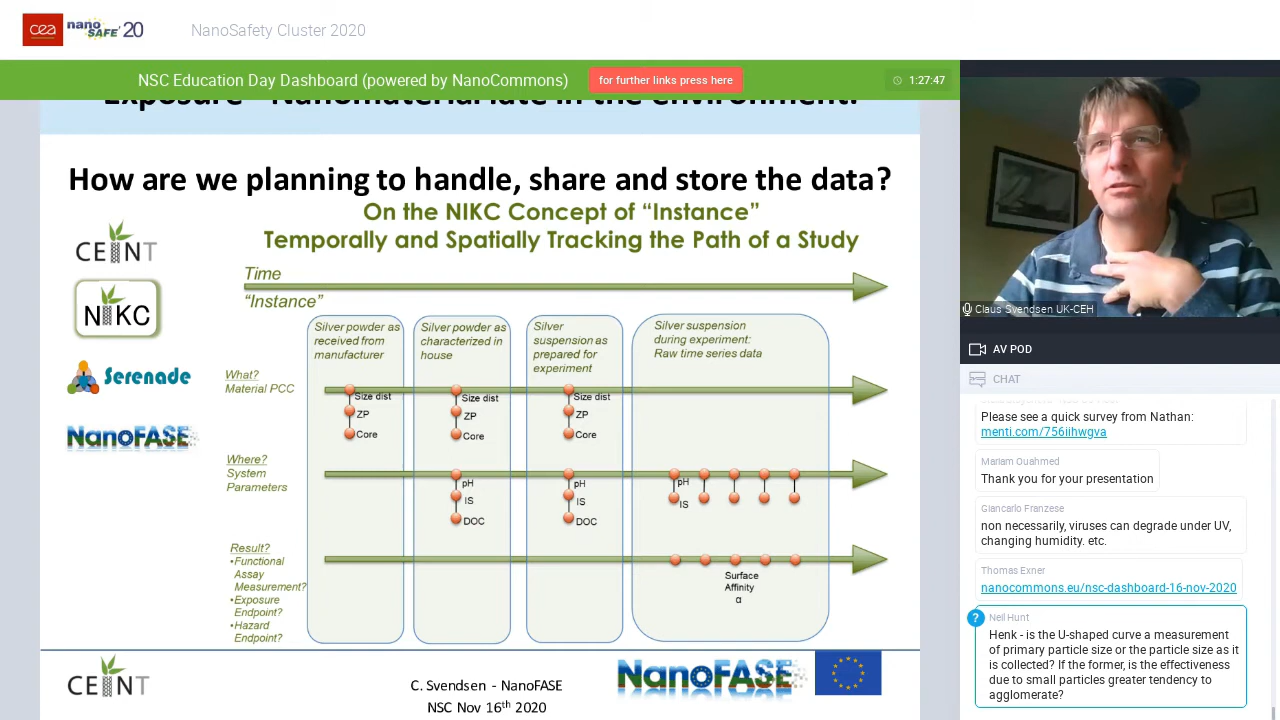 cea nano SAFE'20
NanoSafety Cluster 2020
NSC Education Day Dashboard (powered by NanoCommons)
for further links press here
1:27:47
Exposure - Nanomaterial fate in the environment.
How are we planning to handle, share and store the data?
On the NIKC Concept of “Instance”
Temporally and Spatially Tracking the Path of a Study
CEINT
NIKC
Serenade
NanoFASE
Time
“Instance”
Silver powder as
received from
manufacturer
Silver powder as
characterized in
house
Silver
suspension as
prepared for
experiment
Silver suspension
during experiment:
Raw time series data
What?
Material PCC
Size dist
ZP
Core
Size dist
ZP
Core
Size dist
ZP
Core
Where?
System
Parameters
pH
IS
DOC
pH
IS
DOC
pH
IS
Result?
•Functional
Assay
Measurement?
•Exposure
Endpoint?
•Hazard
Endpoint?
Surface
Affinity
α
CEINT
C. Svendsen - NanoFASE
NSC Nov 16th 2020
NanoFASE
Claus Svendsen UK-CEH
AV POD
CHAT
Please see a quick survey from Nathan:
menti.com/756iihwgva
Mariam Ouahmed
Thank you for your presentation
Giancarlo Franzese
non necessarily, viruses can degrade under UV,
changing humidity. etc.
Thomas Exner
nanocommons.eu/nsc-dashboard-16-nov-2020
?
Neil Hunt
Henk - is the U-shaped curve a measurement
of primary particle size or the particle size as it
is collected? If the former, is the effectiveness
due to small particles greater tendency to
agglomerate?